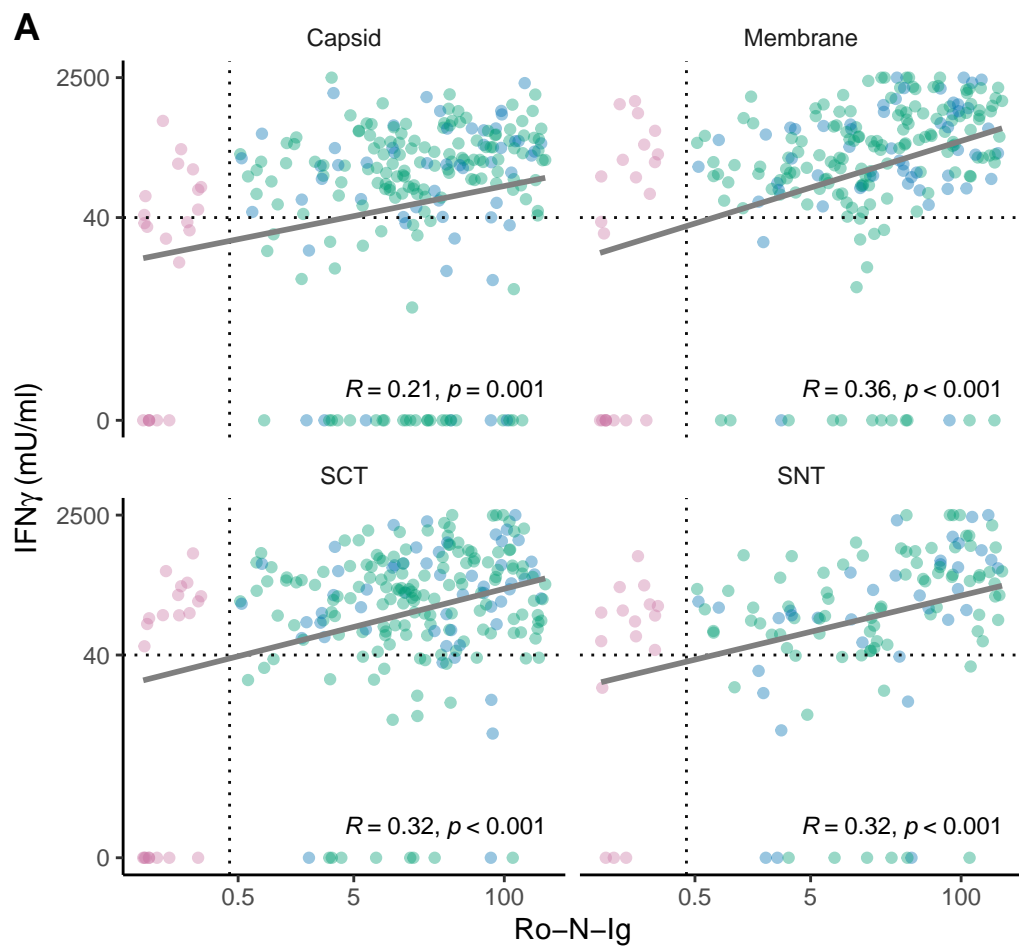 A
Capsid
Membrane
2500
40
0
R = 0.21, p = 0.001
R = 0.36, p < 0.001
IFNγ (mU/ml)
SCT
SNT
2500
40
0
R = 0.32, p < 0.001
R = 0.32, p < 0.001
0.5 5 100
0.5 5 100
Ro−N−Ig